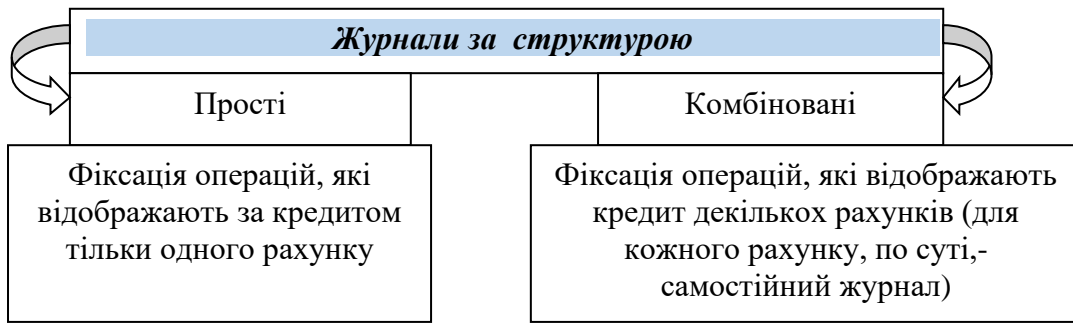 Журнали за структурою
Прості
Комбіновані
Фіксація операцій, які
відображають за кредитом
тільки одного рахунку
Фіксація операцій, які відображають
кредит декількох рахунків (для
кожного рахунку, по суті,-
самостійний журнал)